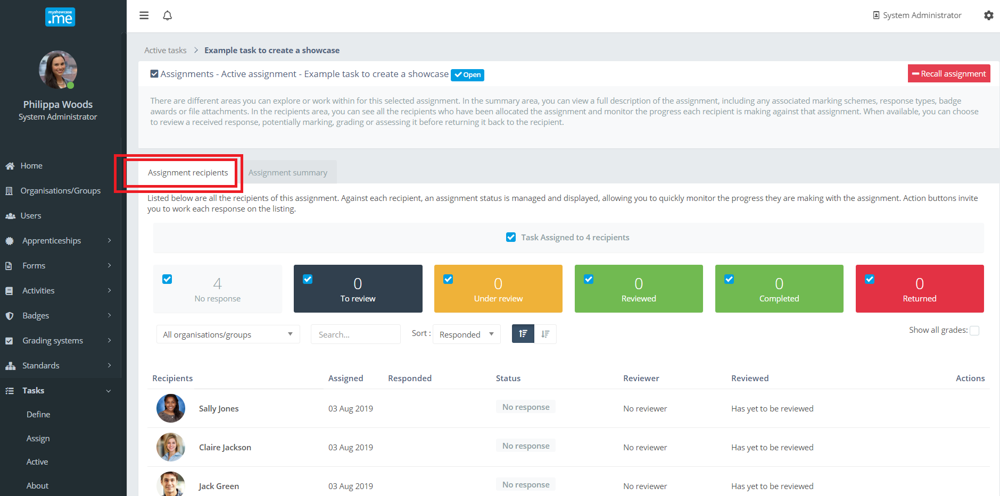 myshowcase
.me
System Administrator
Philippa Woods
System Administrator
Home
Organisations/Groups
Users
Apprenticeships
Forms
Activities
Badges
Grading systems
Standards
Tasks
Define
Assign
Active
About
Active tasks > Example task to create a showcase
Assignments - Active assignment - Example task to create a showcase Open
Recall assignment
There are different areas you can explore or work within for this selected assignment. In the summary area, you can view a full description of the assignment, including any associated marking schemes, response types, badge
awards or file attachments. In the recipients area, you can see all the recipients who have been allocated the assignment and monitor the progress each recipient is making against that assignment. When available, you can choose
to review a received response, potentially marking, grading or assessing it before returning it back to the recipient.
Assignment recipients
Assignment summary
Listed below are all the recipients of this assignment. Against each recipient, an assignment status is managed and displayed, allowing you to quickly monitor the progress they are making with the assignment. Action buttons invite
you to work each response on the listing.
Task Assigned to 4 recipients
4
No response
0
To review
0
Under review
0
Reviewed
0
Completed
0
Returned
All organisations/groups
Search...
Sort : Responded
Show all grades:
Recipients Assigned Responded Status Reviewer Reviewed Actions
Sally Jones 03 Aug 2019 No response No reviewer Has yet to be reviewed
Claire Jackson 03 Aug 2019 No response No reviewer Has yet to be reviewed
Jack Green 03 Aug 2019 No response No reviewer Has yet to be reviewed